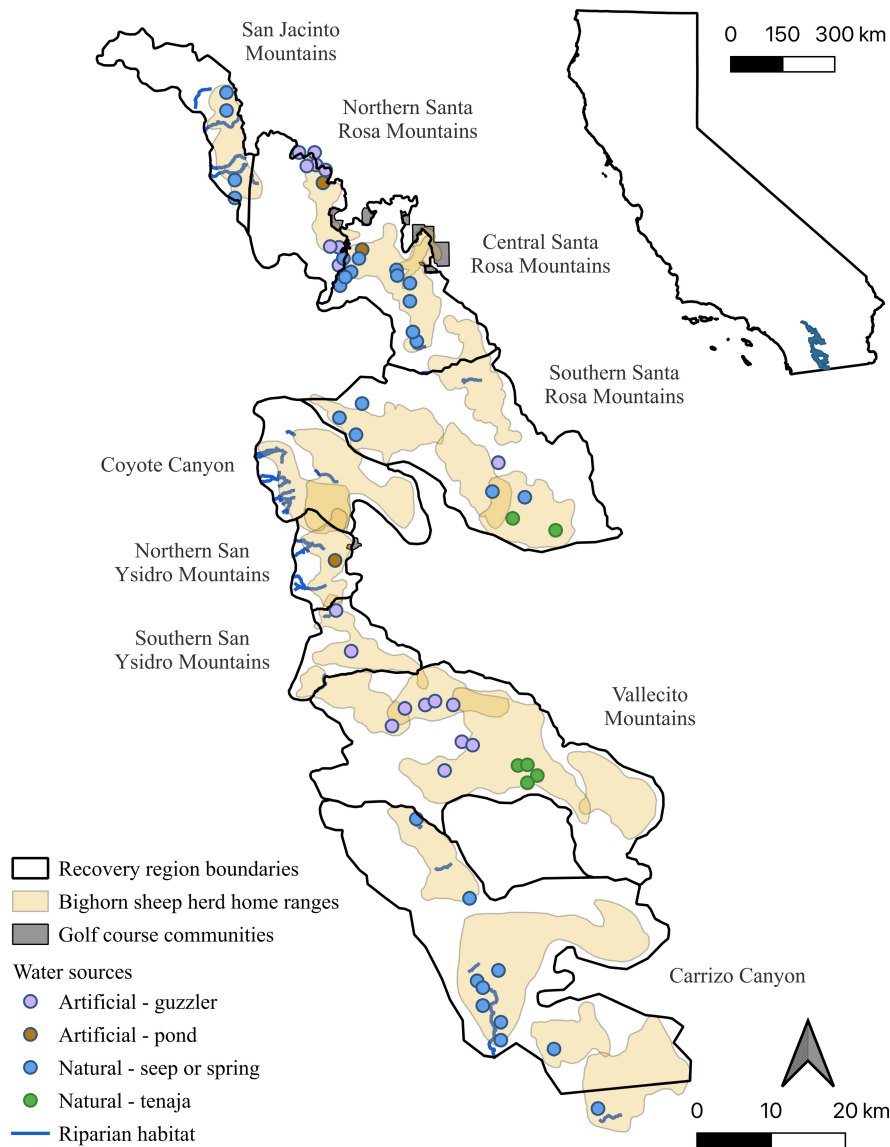 San Jacinto
Mountains
0 150 300 km
Northern Santa
Rosa Mountains
Central Santa
Rosa Mountains
Southern Santa
Rosa Mountains
Coyote Canyon
Northern San
Ysidro Mountains
Southern San
Ysidro Mountains
Vallecito
Mountains
Carrizo Canyon
Recovery region boundaries
Bighorn sheep herd home ranges
Golf course communities
Water sources
Artificial - guzzler
Artificial - pond
Natural - seep or spring
Natural - tenaja
Riparian habitat
0 10 20 km